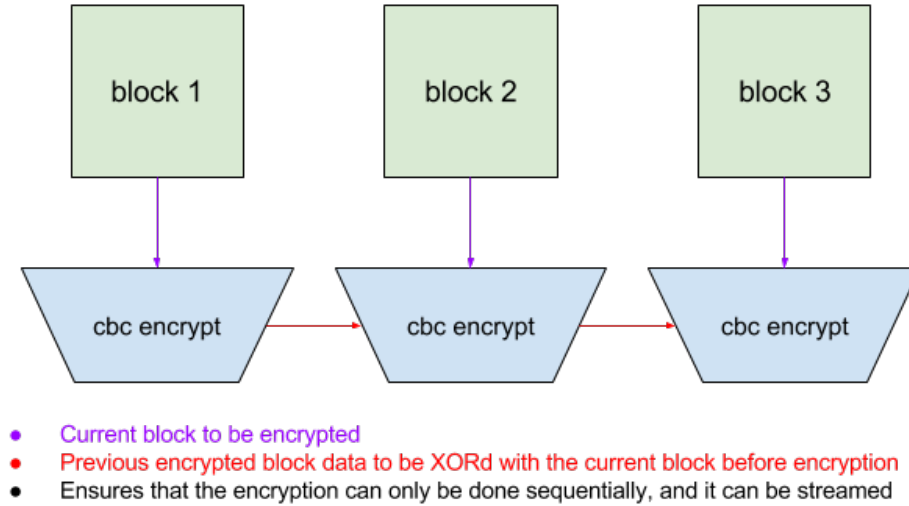 block 1
block 2
block 3
cbc encrypt
cbc encrypt
cbc encrypt
Current block to be encrypted
Previous encrypted block data to be XORd with the current block before encryption
Ensures that the encryption can only be done sequentially, and it can be streamed